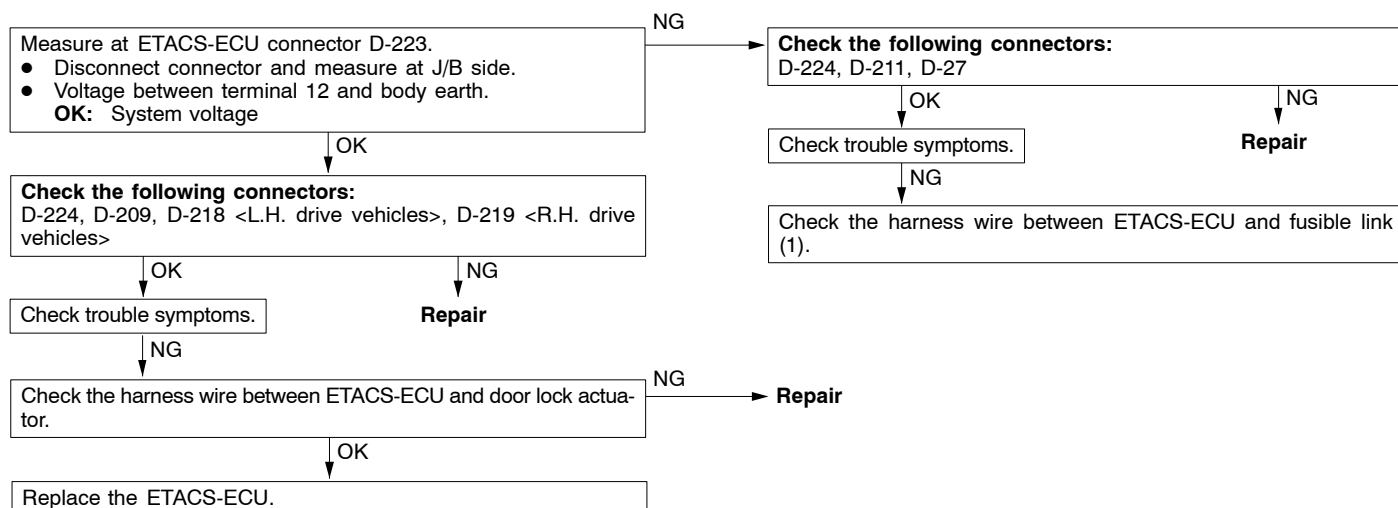 Measure at ETACS-ECU connector D-223.
● Disconnect connector and measure at J/B side.
● Voltage between terminal 12 and body earth.
OK: System voltage
NG
Check the following connectors:
D-224, D-211, D-27
OK
NG
Check trouble symptoms.
Repair
NG
Check the harness wire between ETACS-ECU and fusible link
(1).
OK
Check the following connectors:
D-224, D-209, D-218 <L.H. drive vehicles>, D-219 <R.H. drive
vehicles>
OK
NG
Check trouble symptoms.
Repair
NG
Check the harness wire between ETACS-ECU and door lock actua-
tor.
NG
Repair
OK
Replace the ETACS-ECU.